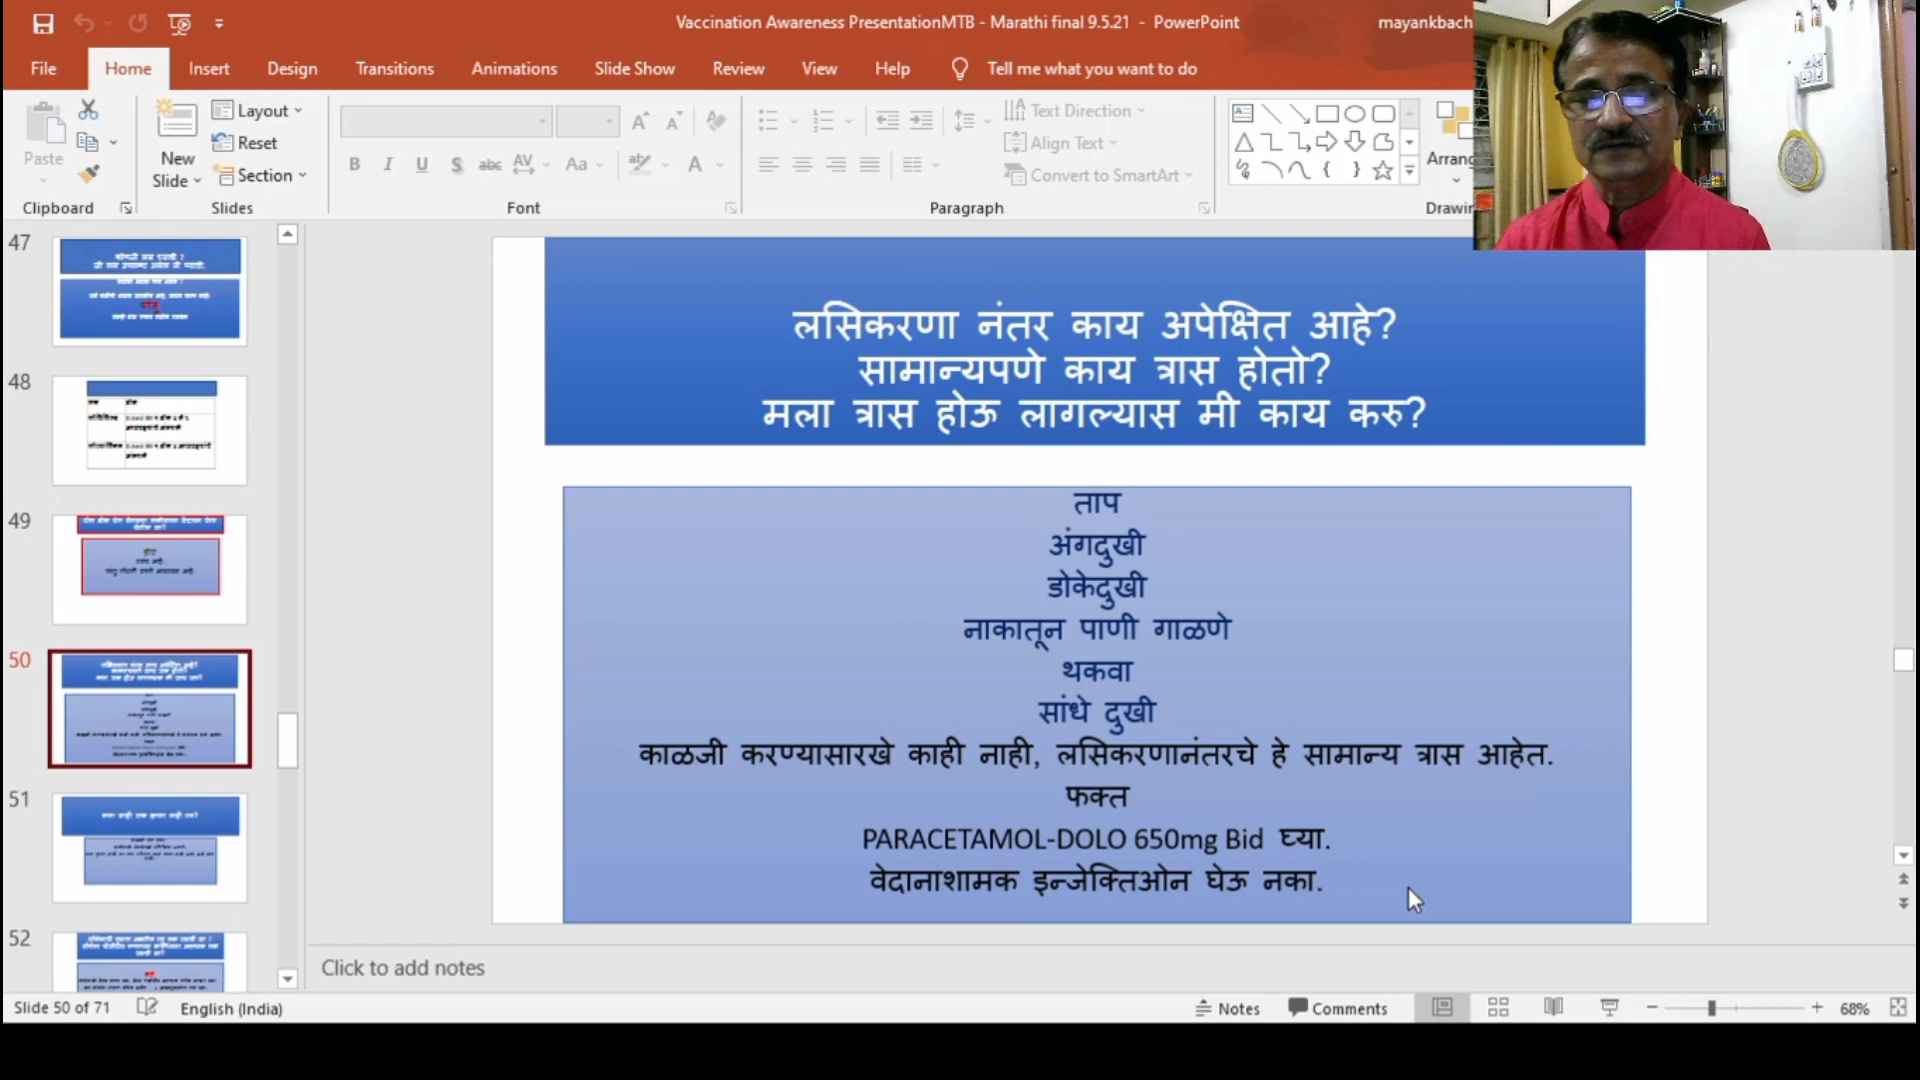 Vaccination Awareness PresentationMTB - Marathi final 9.5.21 - PowerPoint
mayankbach
File Home Insert Design Transitions Animations Slide Show Review View Help Tell me what you want to do
Paste
New Slide
Layout
Reset
Section
Text Direction
Align Text
Convert to SmartArt
Arrang
Clipboard Slides Font Paragraph Drawin
47
48
49
50
51
52
लसिकरणा नंतर काय अपेक्षित आहे?
सामान्यपणे काय त्रास होतो?
मला त्रास होऊ लागल्यास मी काय करु?
ताप
अंगदुखी
डोकेदुखी
नाकातून पाणी गाळणे
थकवा
सांधे दुखी
काळजी करण्यासारखे काही नाही, लसिकरणानंतरचे हे सामान्य त्रास आहेत.
फक्त
PARACETAMOL-DOLO 650mg Bid घ्या.
वेदानाशामक इन्जेक्तिओन घेऊ नका.
Click to add notes
Slide 50 of 71 English (India) Notes Comments 68%